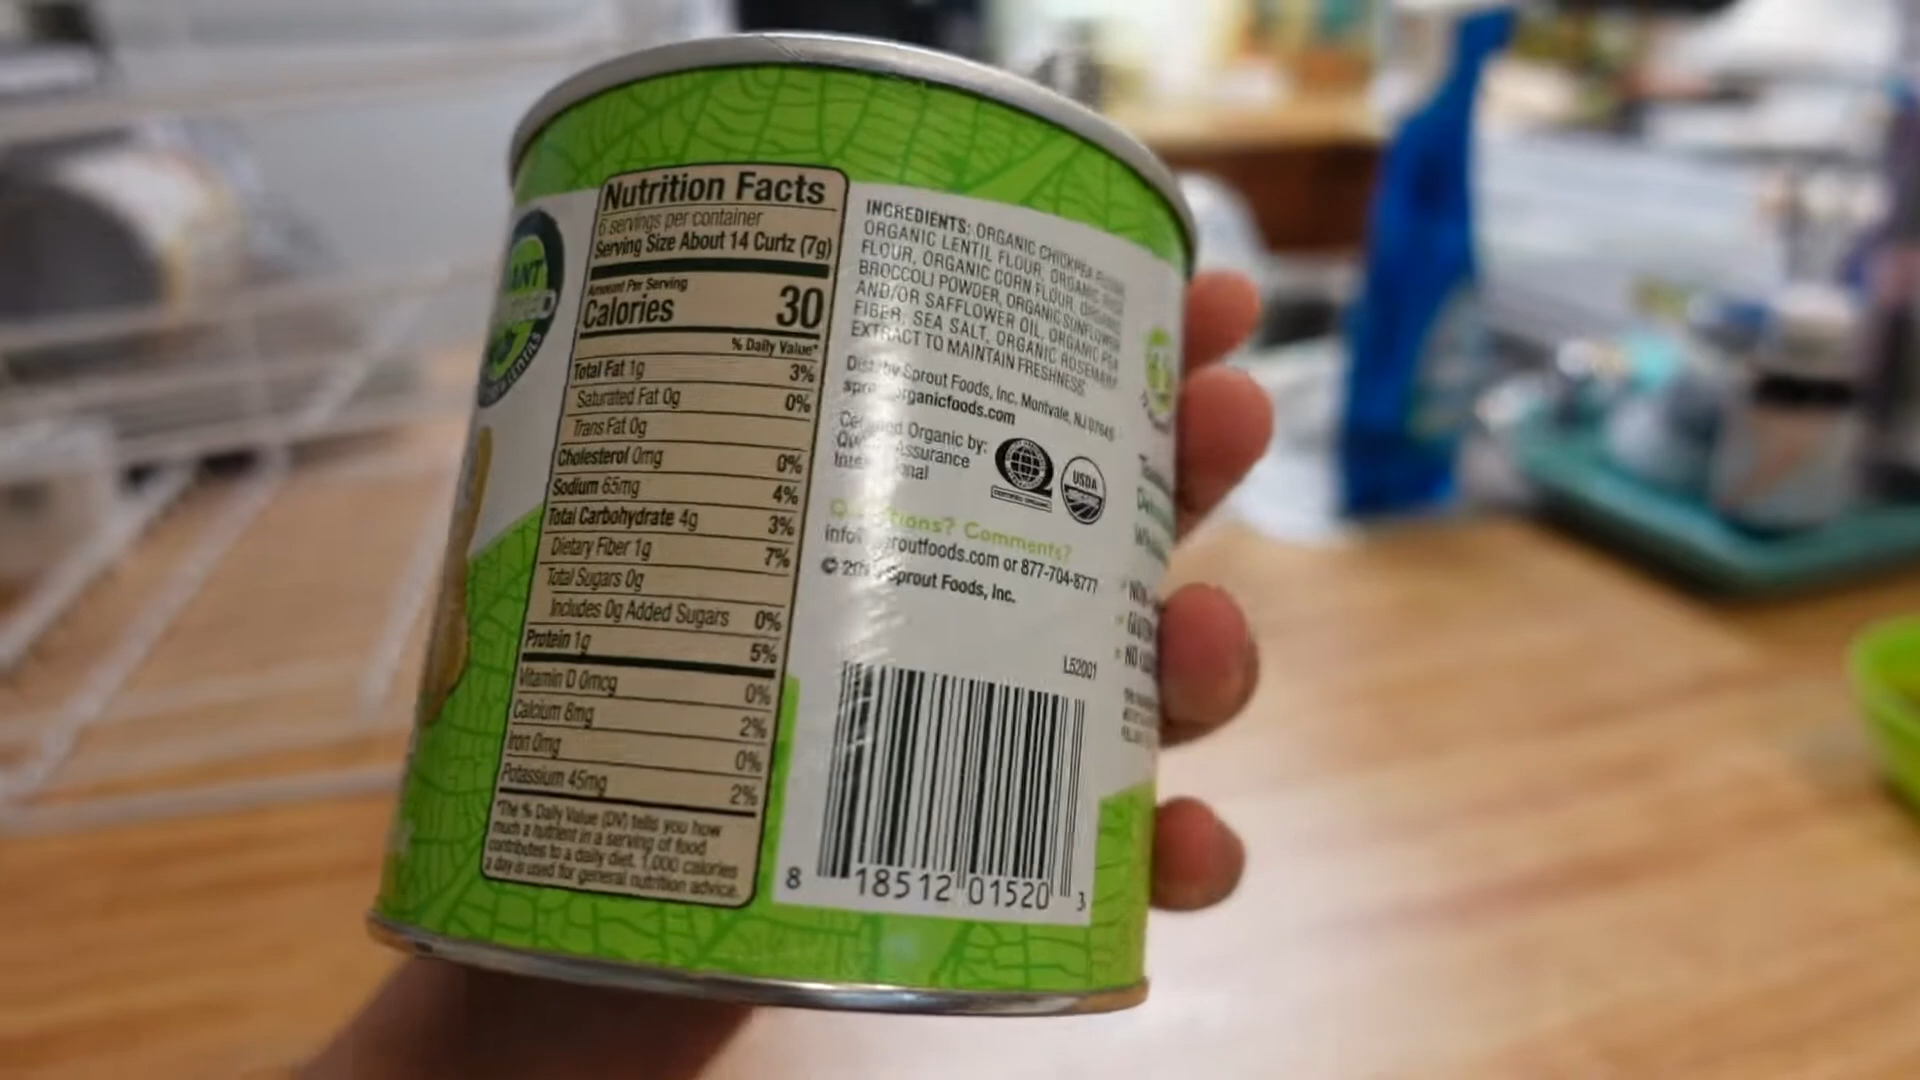 Nutrition Facts
6 servings per container
Serving Size About 14 Curlz (7g)
Amount Per Serving
Calories 30
% Daily Value*
Total Fat 1g 3%
Saturated Fat 0g 0%
Trans Fat 0g
Cholesterol 0mg 0%
Sodium 65mg 4%
Total Carbohydrate 4g 3%
Dietary Fiber 1g 7%
Total Sugars 0g
Includes 0g Added Sugars 0%
Protein 1g 5%
Vitamin D 0mcg 0%
Calcium 8mg 2%
Iron 0mg 0%
Potassium 45mg 2%
*The % Daily Value (DV) tells you how
much a nutrient in a serving of food
contributes to a daily diet. 1,000 calories
a day is used for general nutrition advice.
INGREDIENTS: ORGANIC CHICKPEA
ORGANIC LENTIL FLOUR, ORGANIC
FLOUR, ORGANIC CORN FLOUR, ORGANIC
BROCCOLI POWDER, ORGANIC SUNFLOWER
AND/OR SAFFLOWER OIL, ORGANIC PEA
FIBER, SEA SALT, ORGANIC ROSEMARY
EXTRACT TO MAINTAIN FRESHNESS.
by Sprout Foods, Inc. Montvale, NJ 07645
organicfoods.com
Organic by:
Assurance
USDA
Comments?
or 877-704-8777
Sprout Foods, Inc.
L52001
8 18512 01520 3